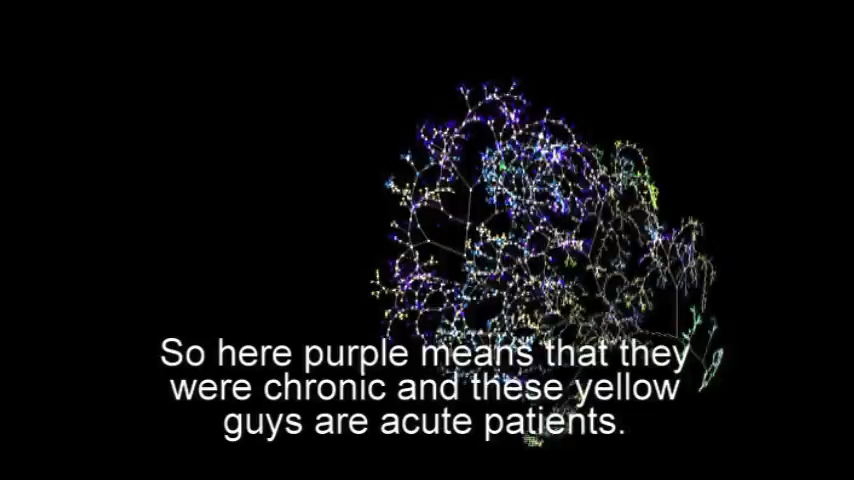 So here purple means that they
were chronic and these yellow
guys are acute patients.